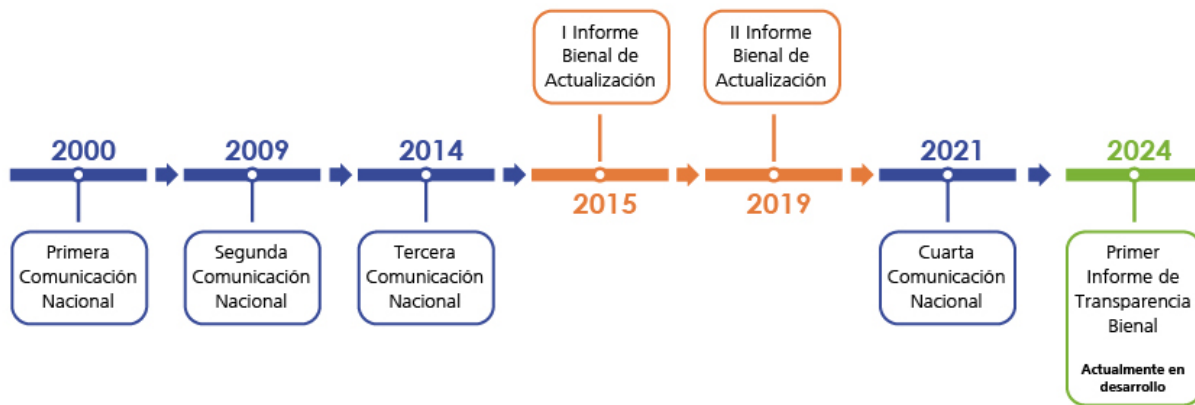 2000
Primera
Comunicación
Nacional
2009
Segunda
Comunicación
Nacional
2014
Tercera
Comunicación
Nacional
I Informe
Bienal de
Actualización
2015
II Informe
Bienal de
Actualización
2019
2021
Cuarta
Comunicación
Nacional
2024
Primer
Informe de
Transparencia
Bienal
Actualmente en
desarrollo